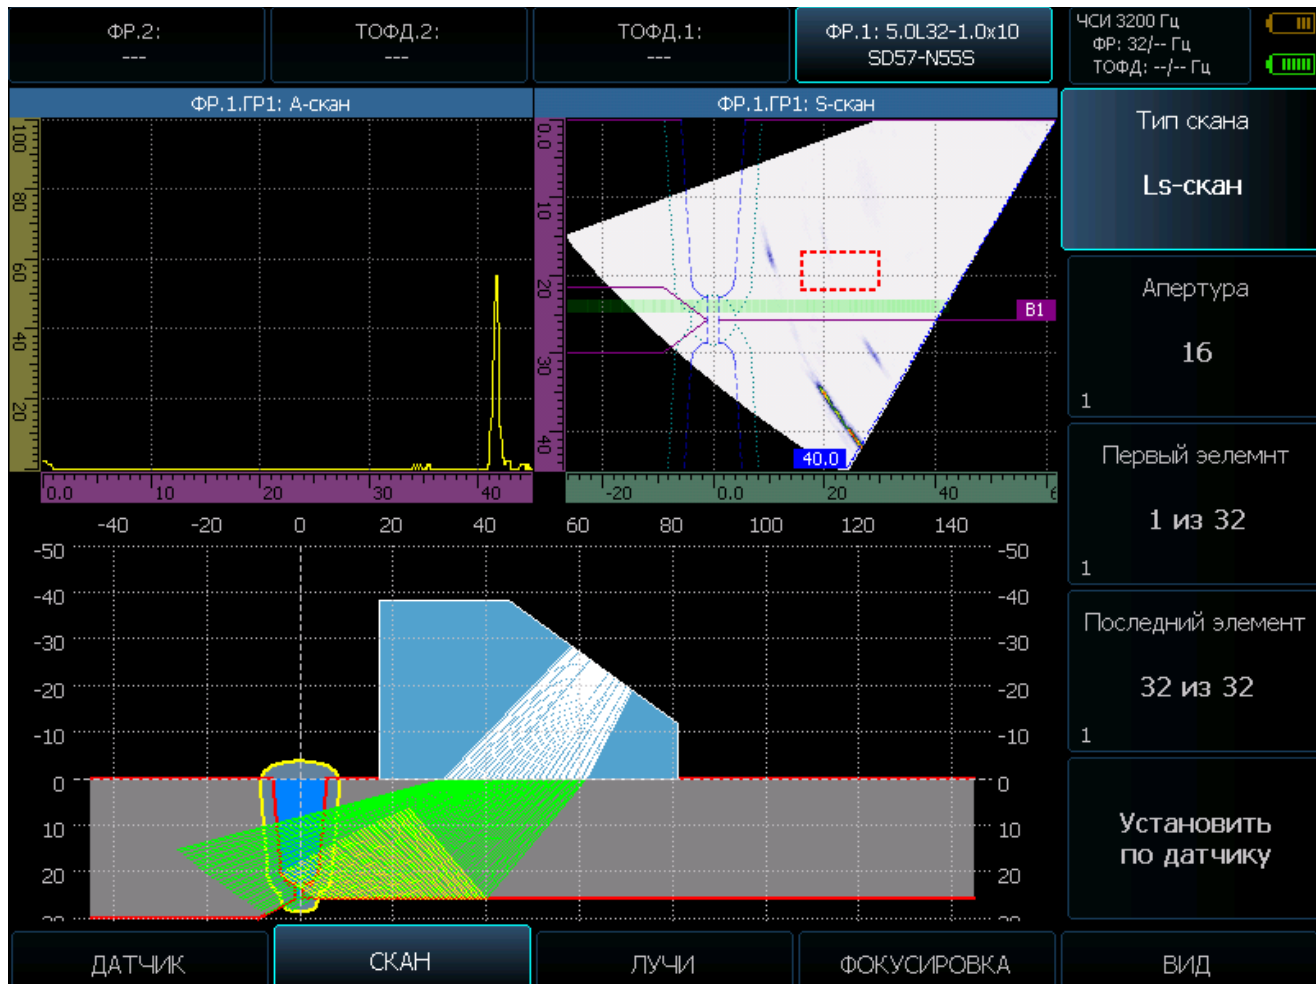 ФР.2:
---
ТОФД.2:
---
ТОФД.1:
---
ФР.1: 5.0L32-1.0x10
SD57-N55S
ЧСИ 3200 Гц
ФР: 32/-- Гц
ТОФД: --/-- Гц
ФР.1.ГР1: A-скан
ФР.1.ГР1: S-скан
100
80
60
40
20
0.0
10
20
30
40
0.0
10
20
30
40
B1
40.0
-20
0.0
20
40
6
Тип скана
Ls-скан
Апертура
16
1
Первый эелемнт
1 из 32
1
Последний элемент
32 из 32
1
Установить
по датчику
-40 -20 0 20 40 60 80 100 120 140
-50 -50
-40 -40
-30 -30
-20 -20
-10 -10
0 0
10 10
20 20
ДАТЧИК
СКАН
ЛУЧИ
ФОКУСИРОВКА
ВИД